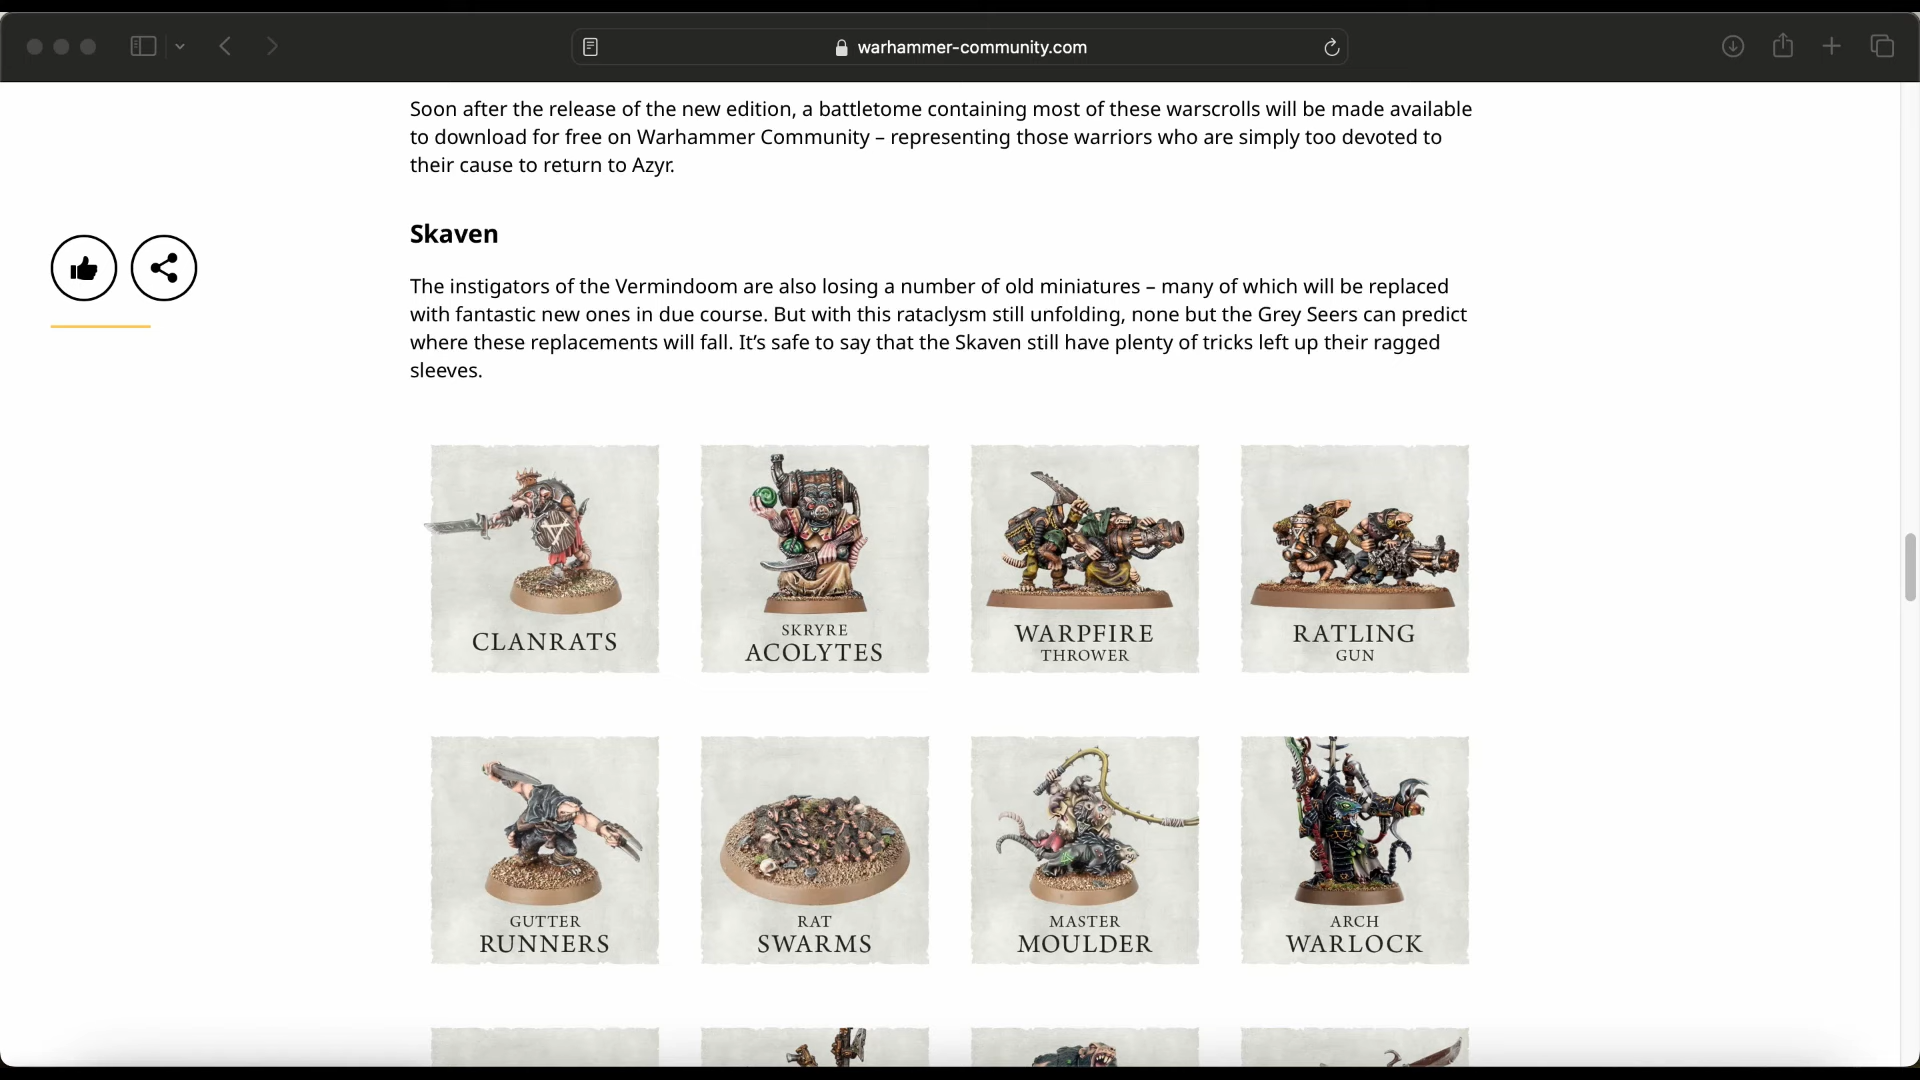 warhammer-community.com
Soon after the release of the new edition, a battletome containing most of these warscrolls will be made available
to download for free on Warhammer Community – representing those warriors who are simply too devoted to
their cause to return to Azyr.
Skaven
The instigators of the Vermindoom are also losing a number of old miniatures – many of which will be replaced
with fantastic new ones in due course. But with this rataclysm still unfolding, none but the Grey Seers can predict
where these replacements will fall. It’s safe to say that the Skaven still have plenty of tricks left up their ragged
sleeves.
CLANRATS
SKRYRE
ACOLYTES
WARPFIRE
THROWER
RATLING
GUN
GUTTER
RUNNERS
RAT
SWARMS
MASTER
MOULDER
ARCH
WARLOCK